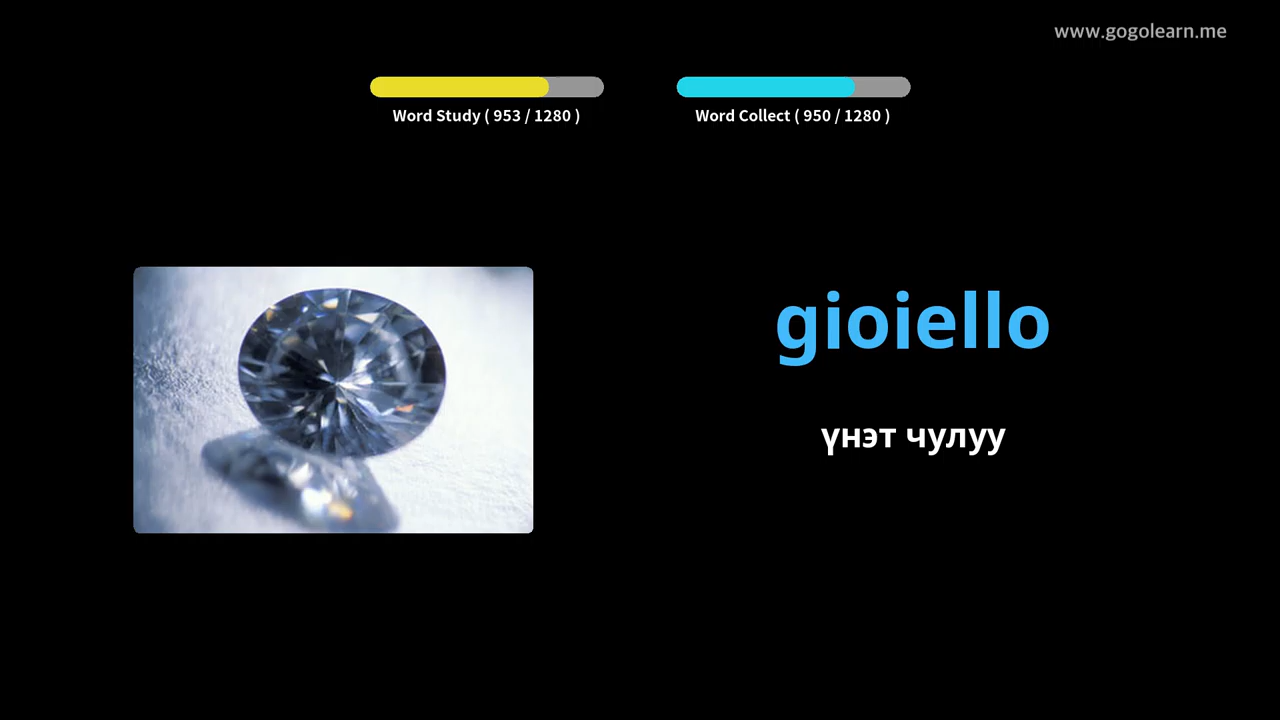 www.gogolearn.me
Word Study ( 953 / 1280 )
Word Collect ( 950 / 1280 )
gioiello
үнэт чулуу